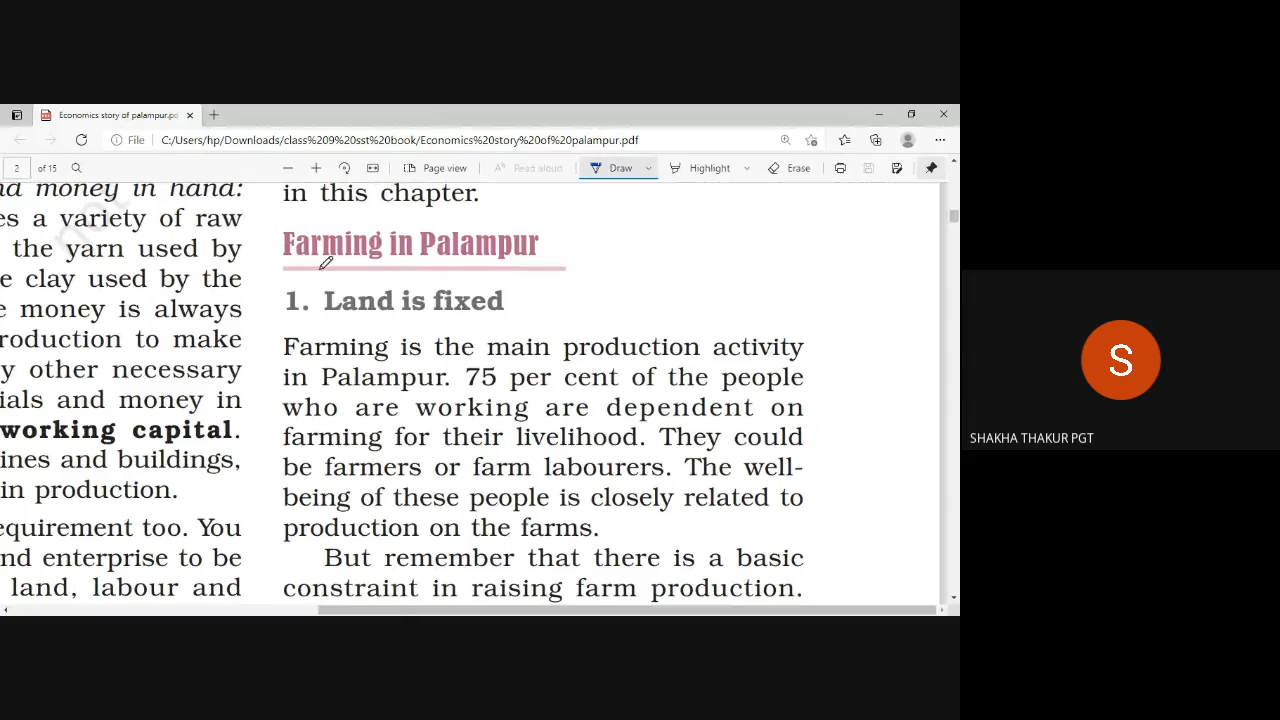 Economics story of palampur.pd
File
C:/Users/hp/Downloads/class%209%20sst%20book/Economics%20story%20of%20palampur.pdf
2 of 15
Page view
Read aloud
Draw
Highlight
Erase
money in hand:
a variety of raw
the yarn used by
clay used by the
money is always
roduction to make
other necessary
ials and money in
working capital.
ines and buildings,
in production.
equirement too. You
nd enterprise to be
land, labour and
not
in this chapter.
Farming in Palampur
1. Land is fixed
Farming is the main production activity
in Palampur. 75 per cent of the people
who are working are dependent on
farming for their livelihood. They could
be farmers or farm labourers. The well-
being of these people is closely related to
production on the farms.
But remember that there is a basic
constraint in raising farm production.
S
SHAKHA THAKUR PGT